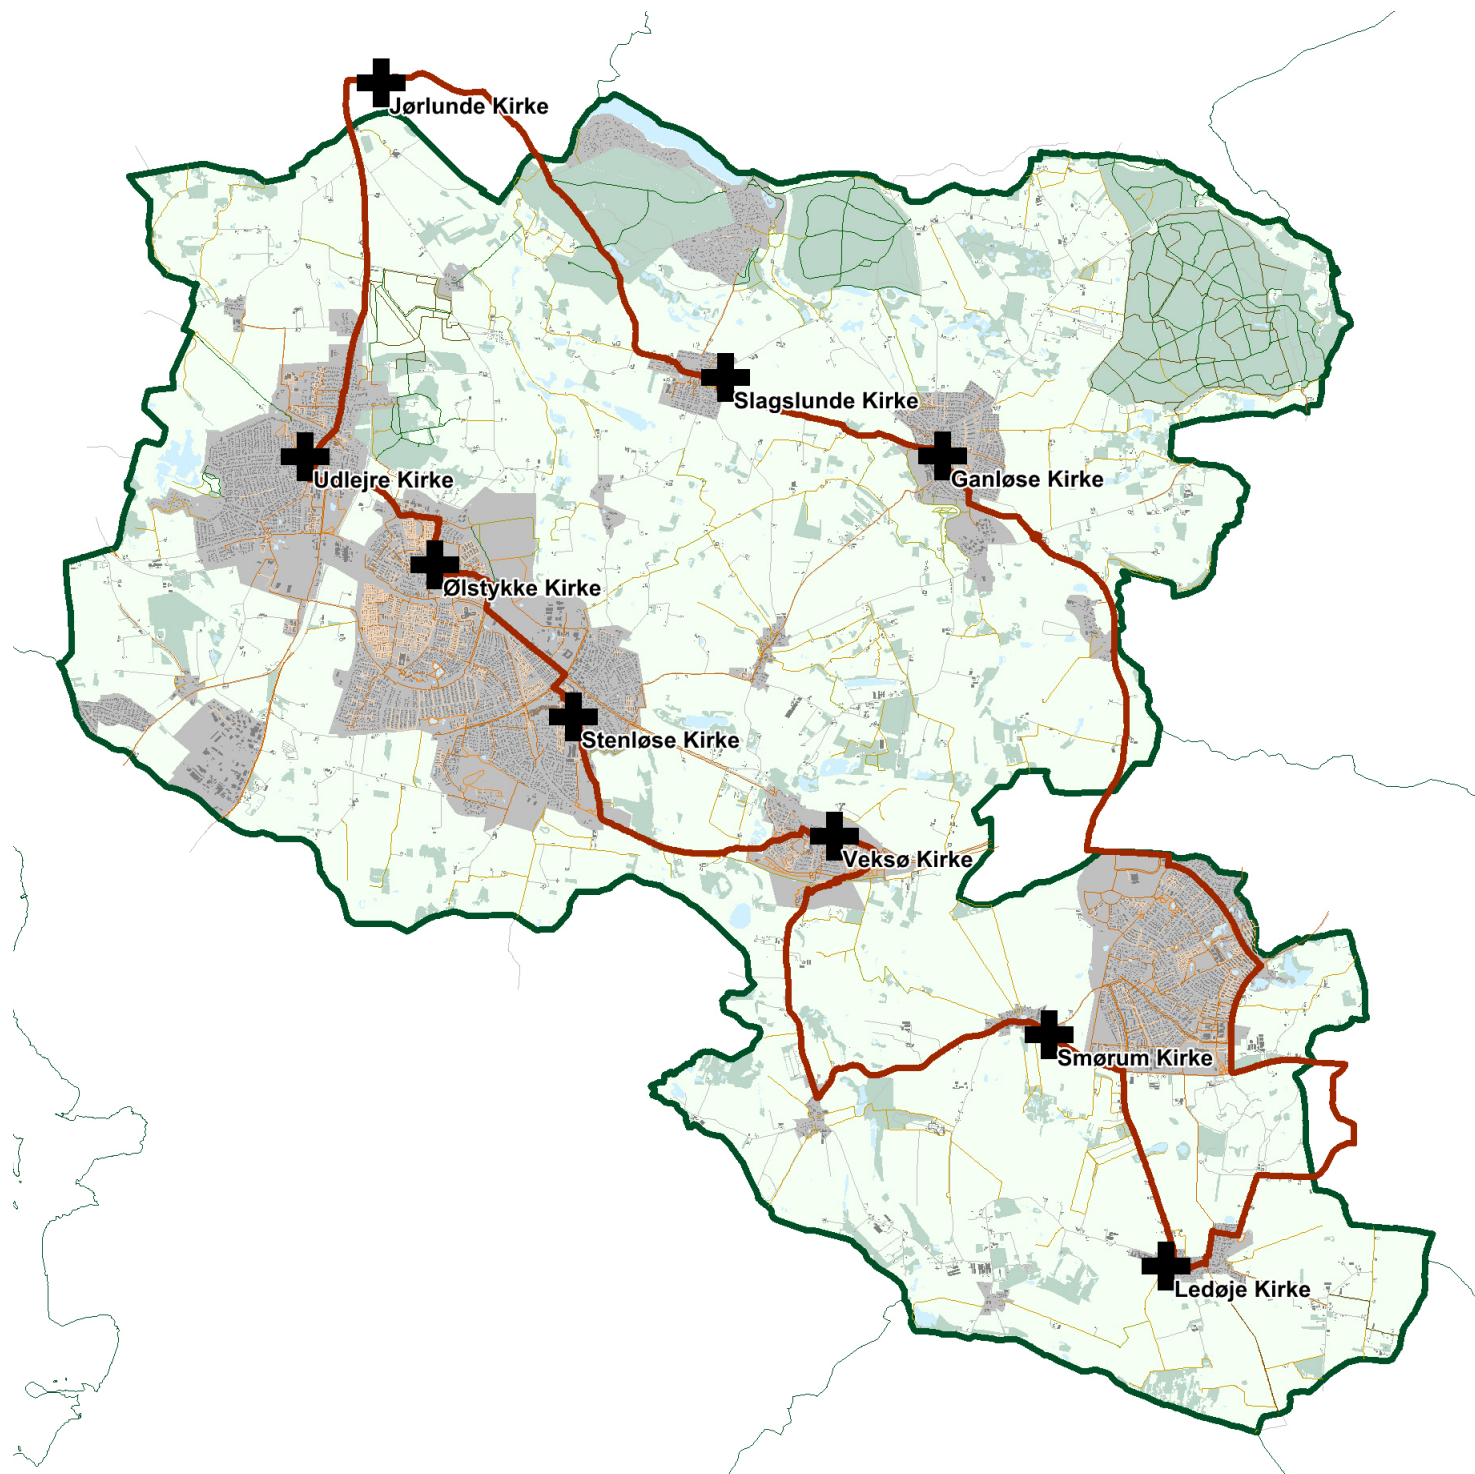 Jørlunde Kirke
Slagslunde Kirke
Udlejre Kirke
Ganløse Kirke
Ølstykke Kirke
Stenløse Kirke
Veksø Kirke
Smørum Kirke
Ledøje Kirke